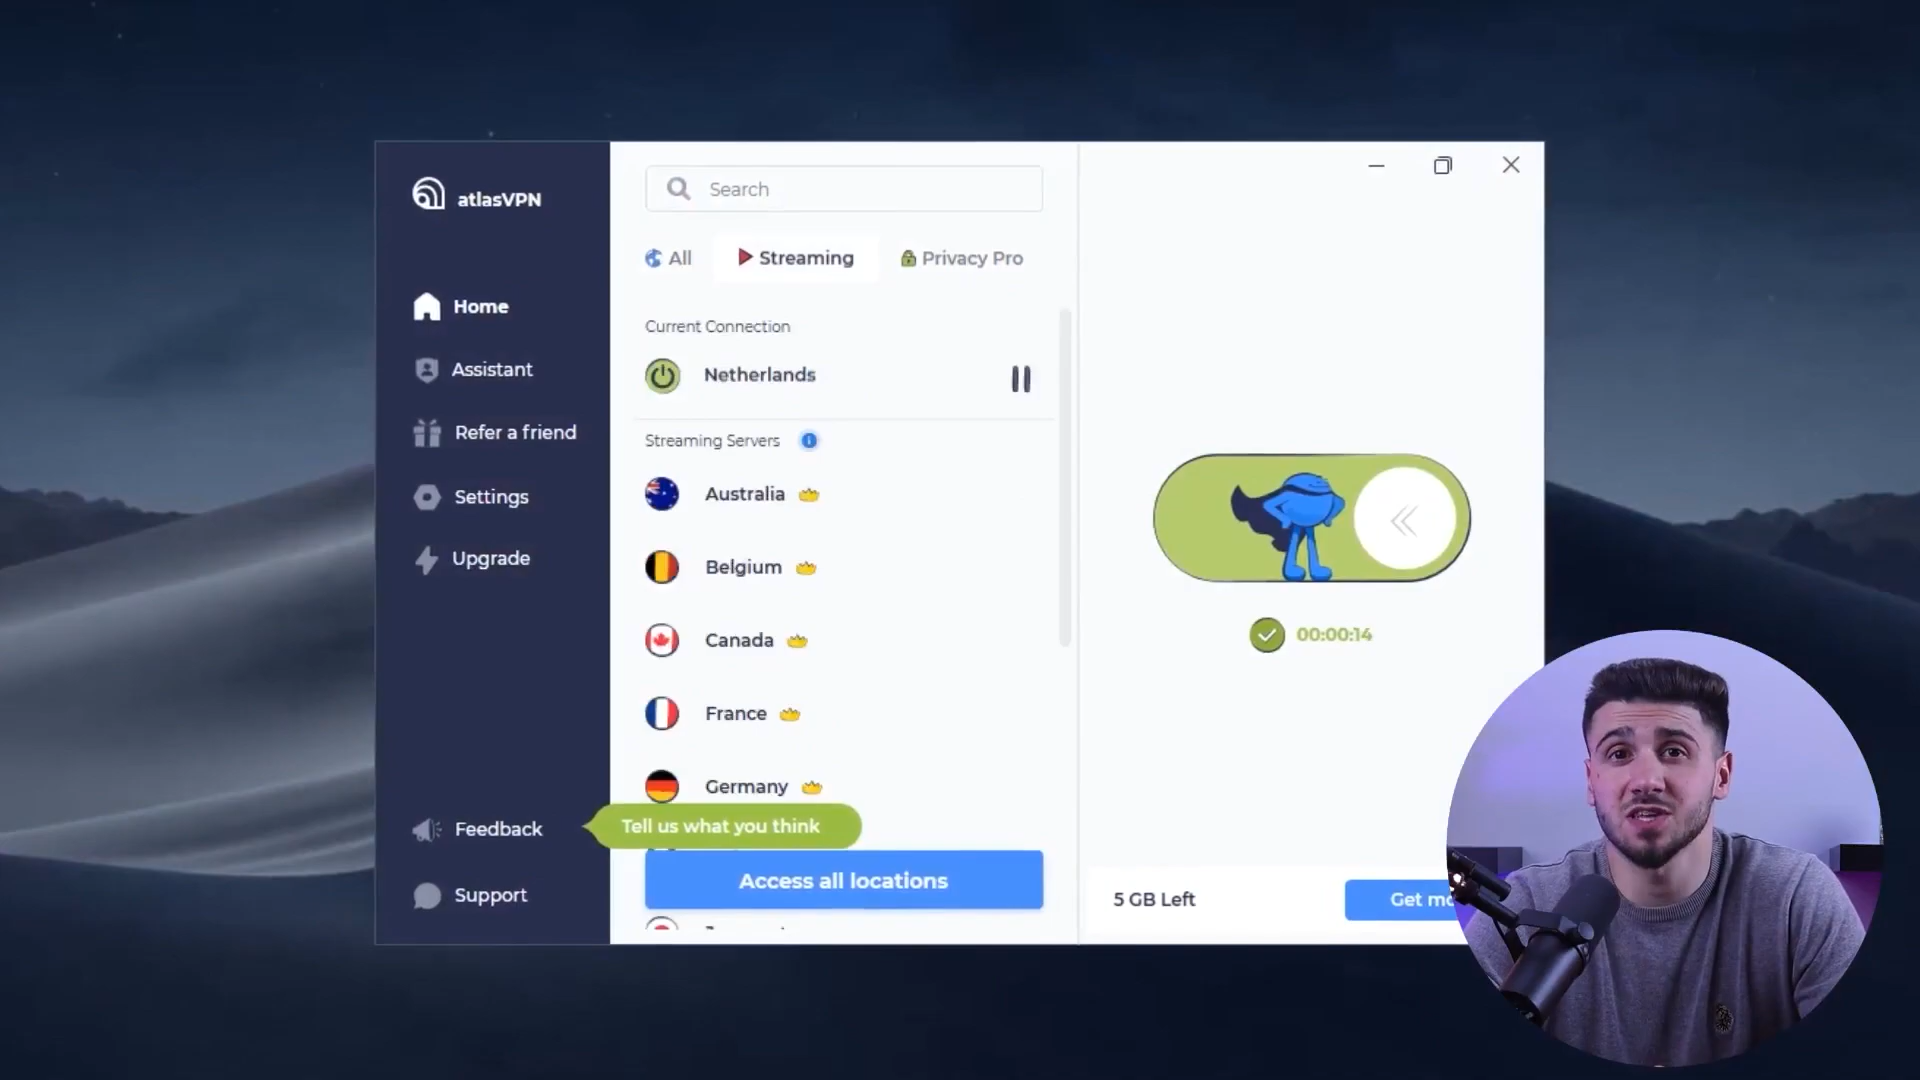 atlasVPN
Home
Assistant
Refer a friend
Settings
Upgrade
Feedback
Support
Search
All
Streaming
Privacy Pro
Current Connection
Netherlands
Streaming Servers
Australia
Belgium
Canada
France
Germany
Tell us what you think
Access all locations
00:00:14
5 GB Left
Get